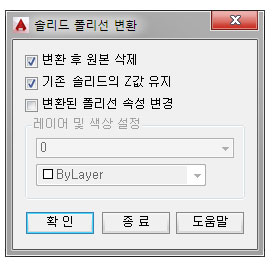 솔리드 폴리선 변환
변환 후 원본 삭제
기존 솔리드의 Z값 유지
변환된 폴리선 속성 변경
레이어 및 색상 설정
0
ByLayer
확 인
종 료
도움말